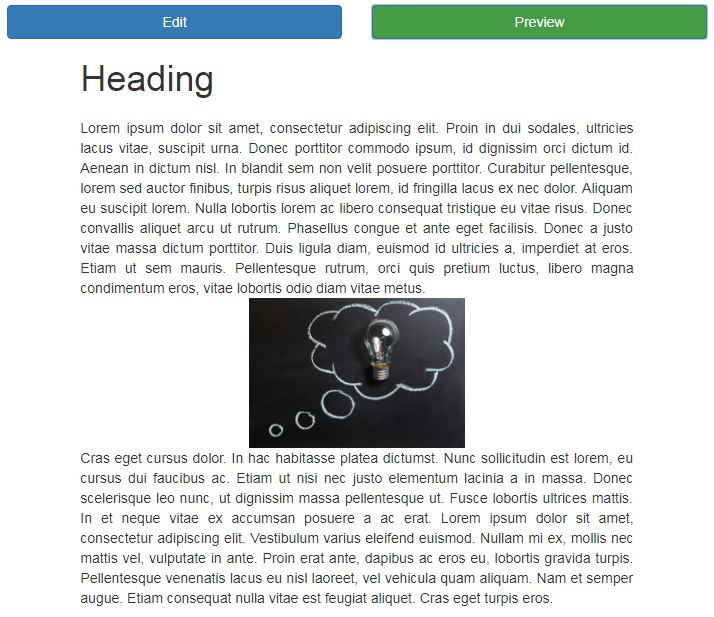 Edit
Preview
Heading
Lorem ipsum dolor sit amet, consectetur adipiscing elit. Proin in dui sodales, ultricies
lacus vitae, suscipit urna. Donec porttitor commodo ipsum, id dignissim orci dictum id.
Aenean in dictum nisl. In blandit sem non velit posuere porttitor. Curabitur pellentesque,
lorem sed auctor finibus, turpis risus aliquet lorem, id fringilla lacus ex nec dolor. Aliquam
eu suscipit lorem. Nulla lobortis lorem ac libero consequat tristique eu vitae risus. Donec
convallis aliquet arcu ut rutrum. Phasellus congue et ante eget facilisis. Donec a justo
vitae massa dictum porttitor. Duis ligula diam, euismod id ultricies a, imperdiet at eros.
Etiam ut sem mauris. Pellentesque rutrum, orci quis pretium luctus, libero magna
condimentum eros, vitae lobortis odio diam vitae metus.
Cras eget cursus dolor. In hac habitasse platea dictumst. Nunc sollicitudin est lorem, eu
cursus dui faucibus ac. Etiam ut nisi nec justo elementum lacinia a in massa. Donec
scelerisque leo nunc, ut dignissim massa pellentesque ut. Fusce lobortis ultrices mattis.
In et neque vitae ex accumsan posuere a ac erat. Lorem ipsum dolor sit amet,
consectetur adipiscing elit. Vestibulum varius eleifend euismod. Nullam mi ex, mollis nec
mattis vel, vulputate in ante. Proin erat ante, dapibus ac eros eu, lobortis gravida turpis.
Pellentesque venenatis lacus eu nisl laoreet, vel vehicula quam aliquam. Nam et semper
augue. Etiam consequat nulla vitae est feugiat aliquet. Cras eget turpis eros.